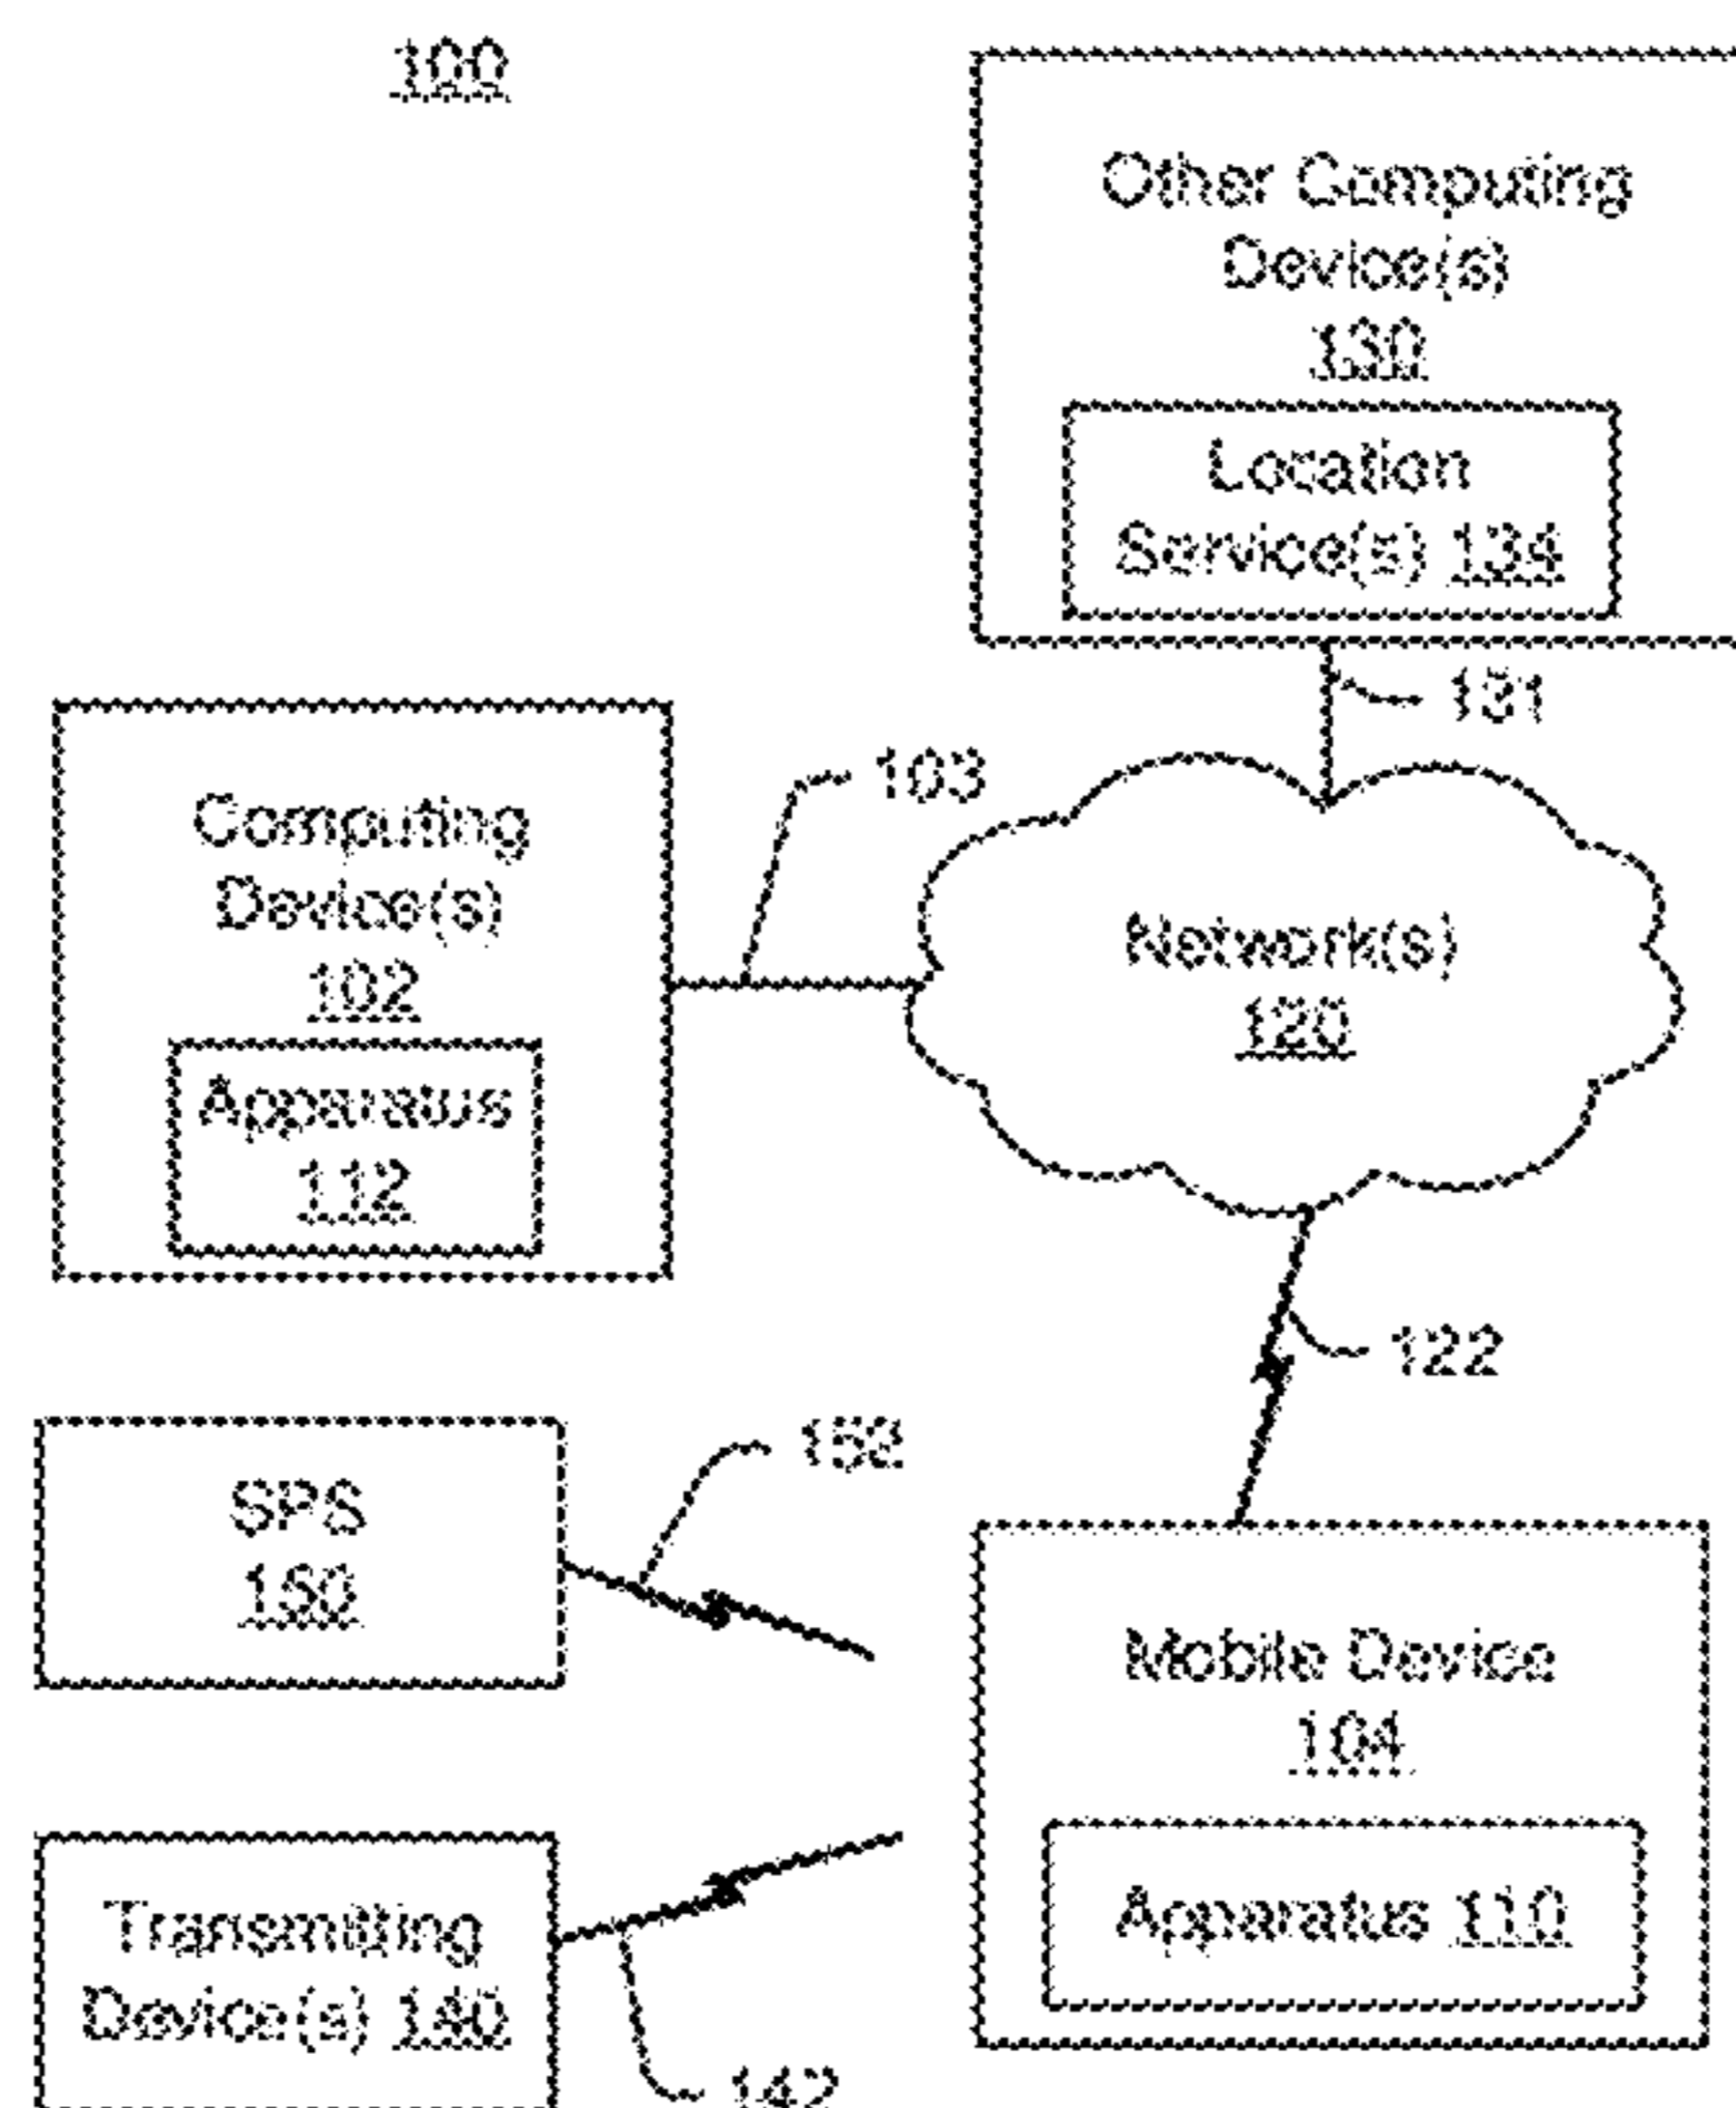 100
Other Computing
Device(s)
130
Location
Service(s) 134
131
103
Computing
Device(s)
102
Apparatus
112
Network(s)
120
122
152
SPS
150
Mobile Device
104
Apparatus 110
Transmitting
Device(s) 140
142